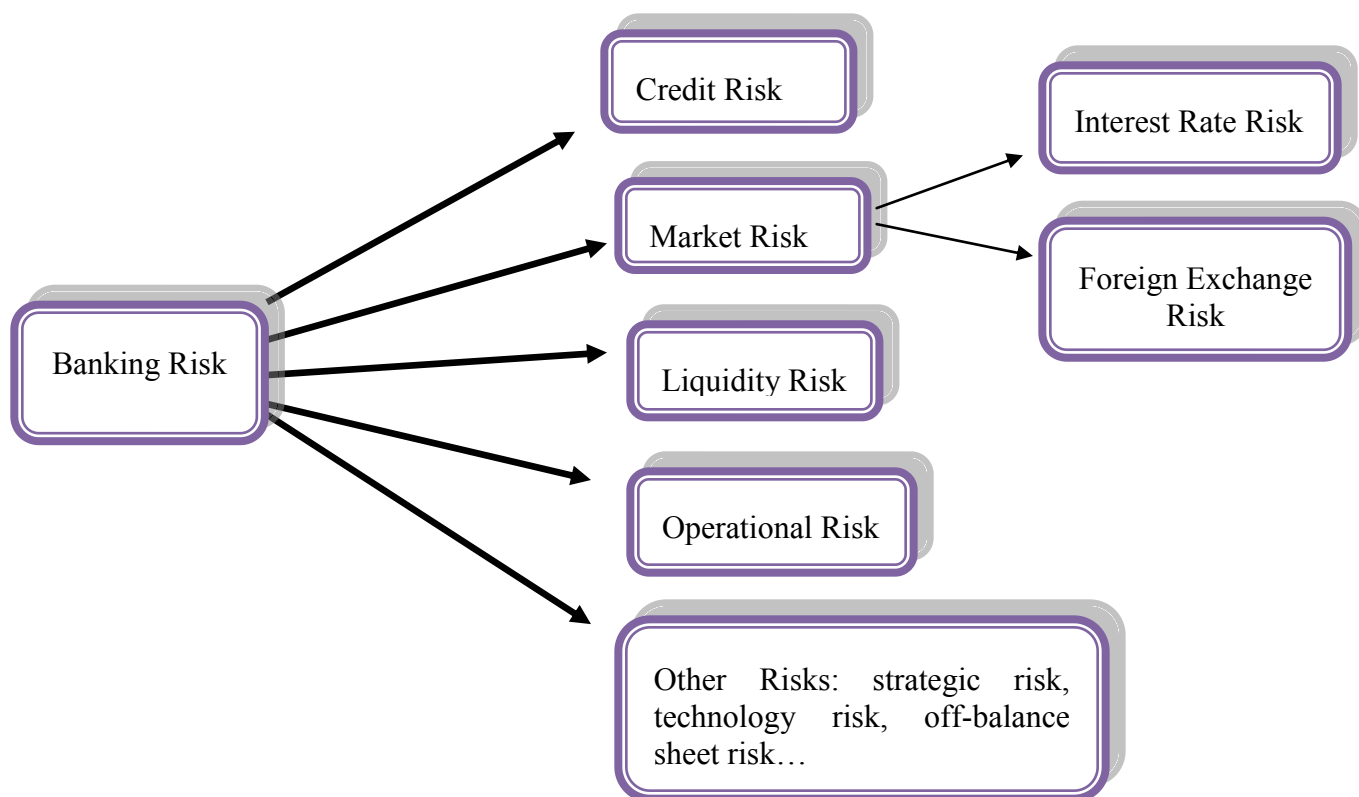 Credit Risk
Interest Rate Risk
Market Risk
Foreign Exchange
Risk
Banking Risk
Liquidity Risk
Operational Risk
Other Risks: strategic risk,
technology risk, off-balance
sheet risk…